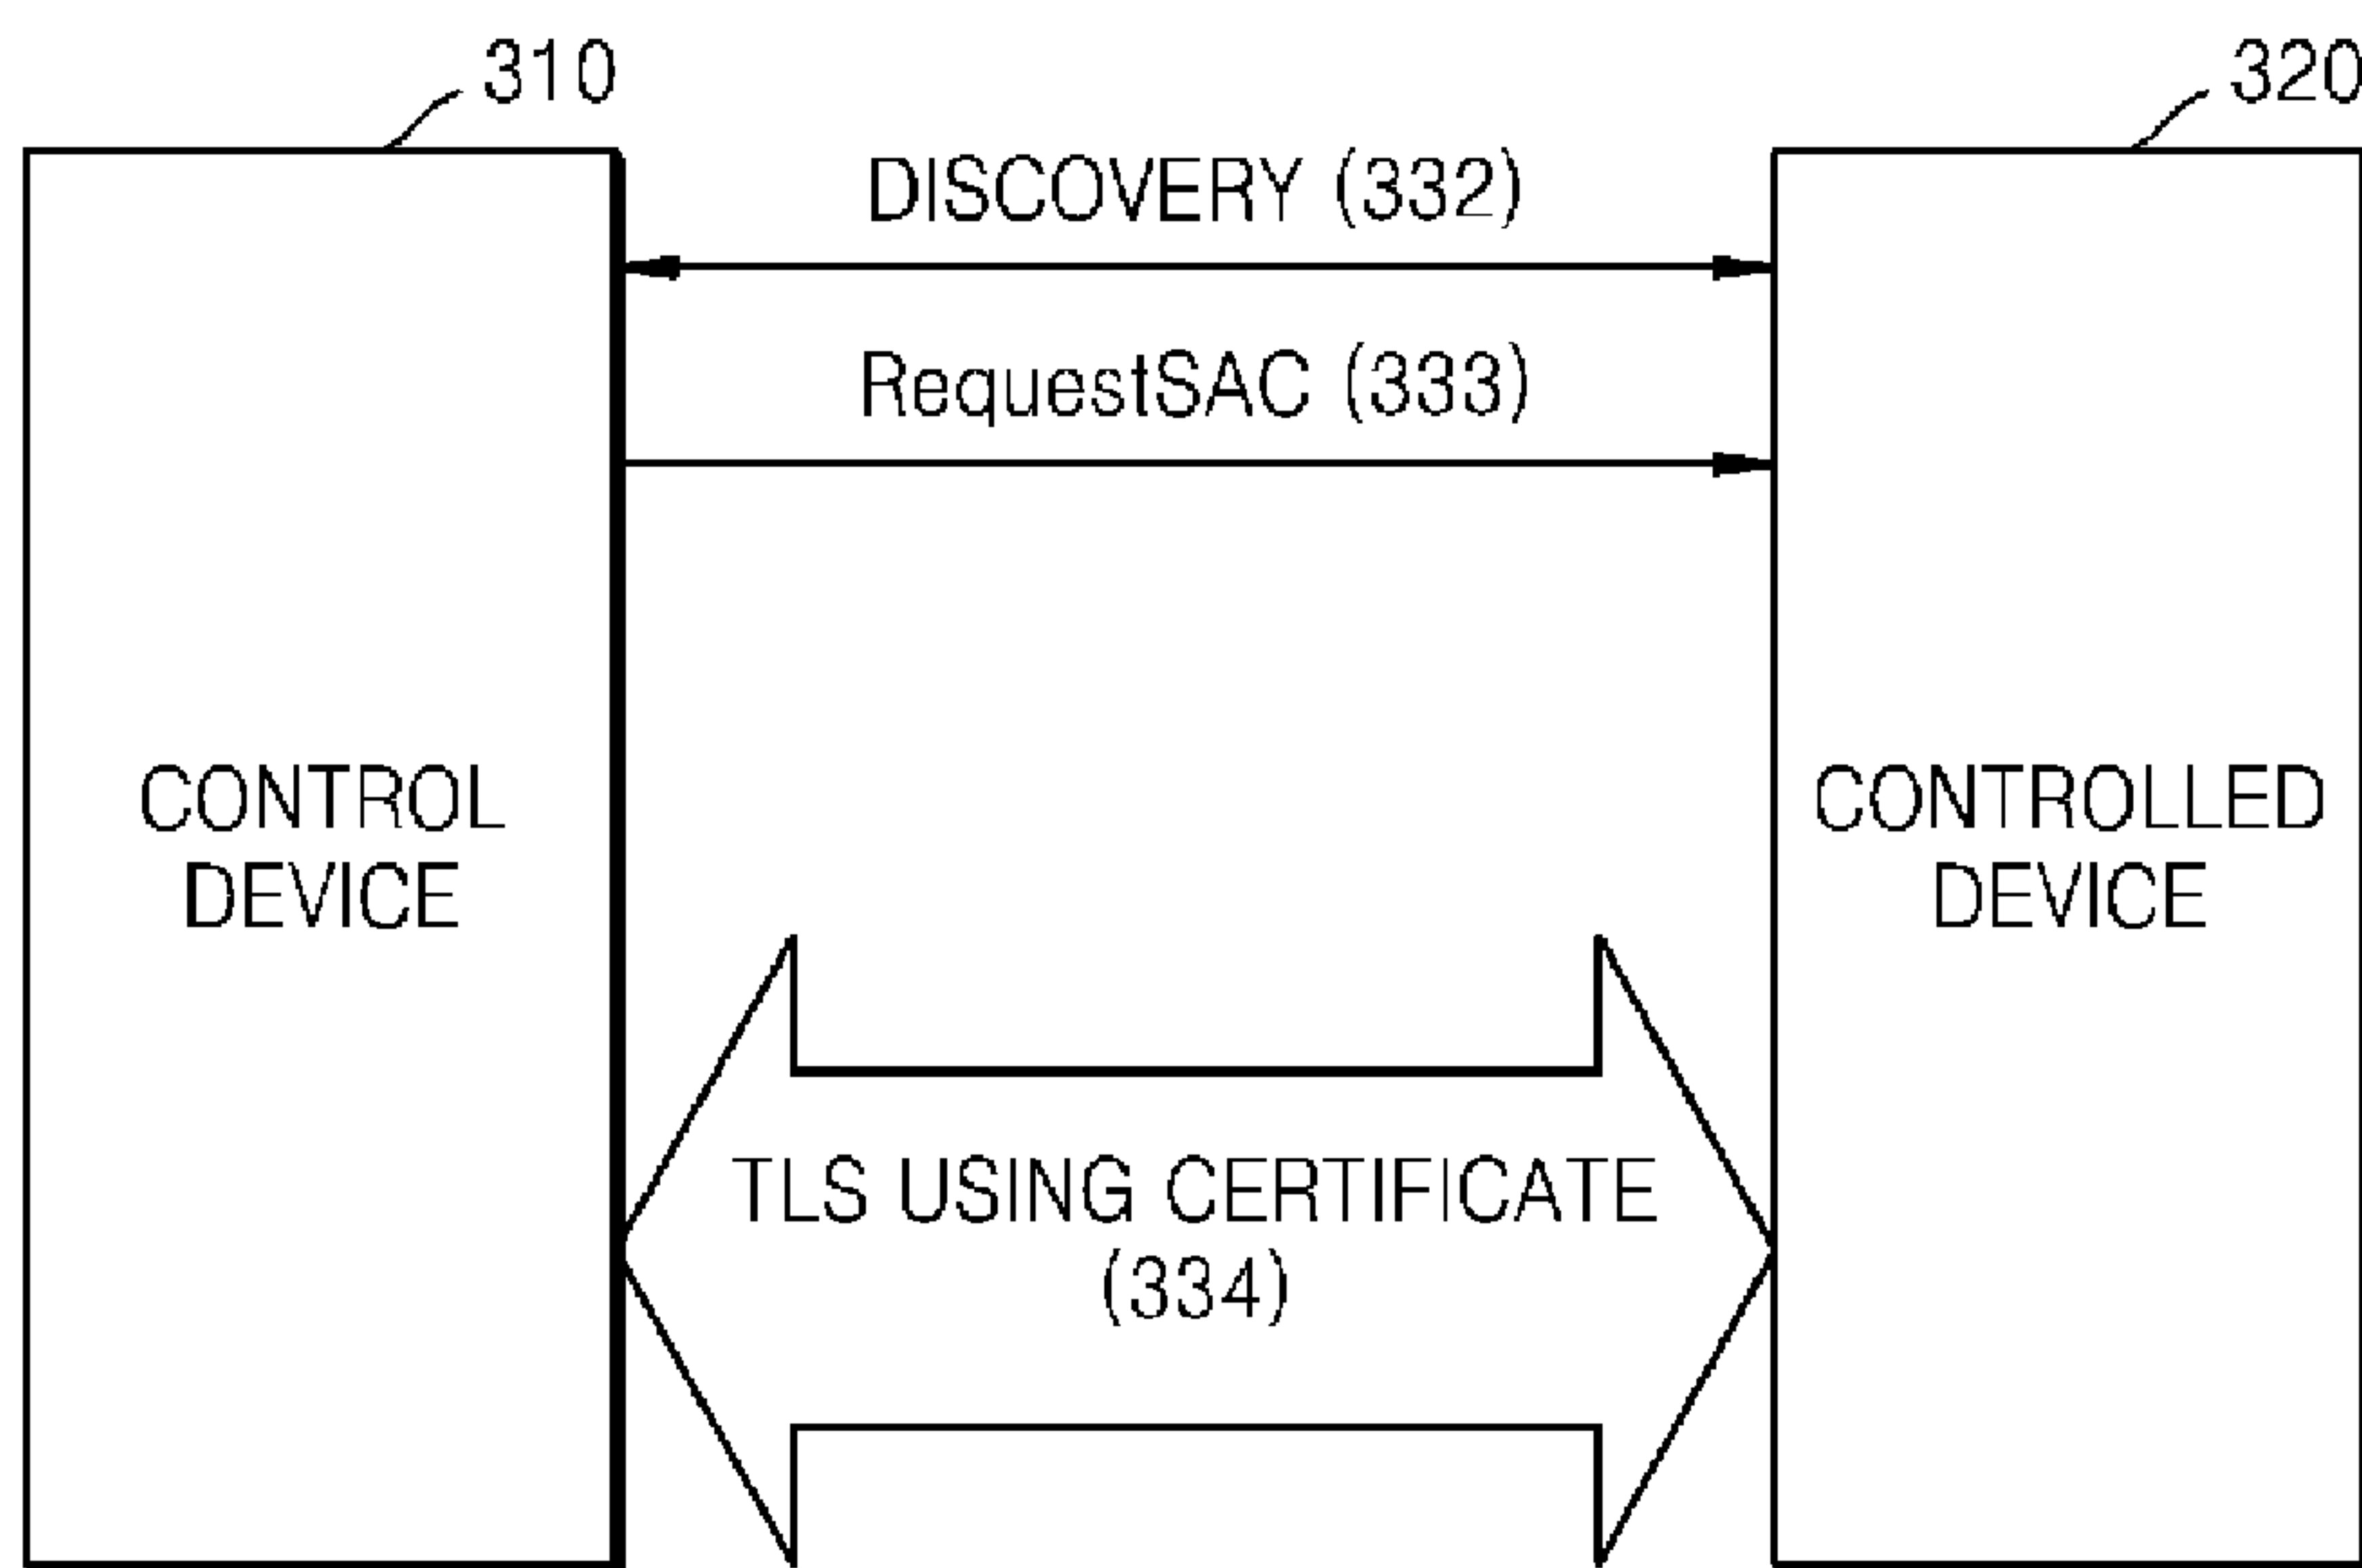 310
320
DISCOVERY (332)
RequestSAC (333)
CONTROL
DEVICE
CONTROLLED
DEVICE
TLS USING CERTIFICATE
(334)